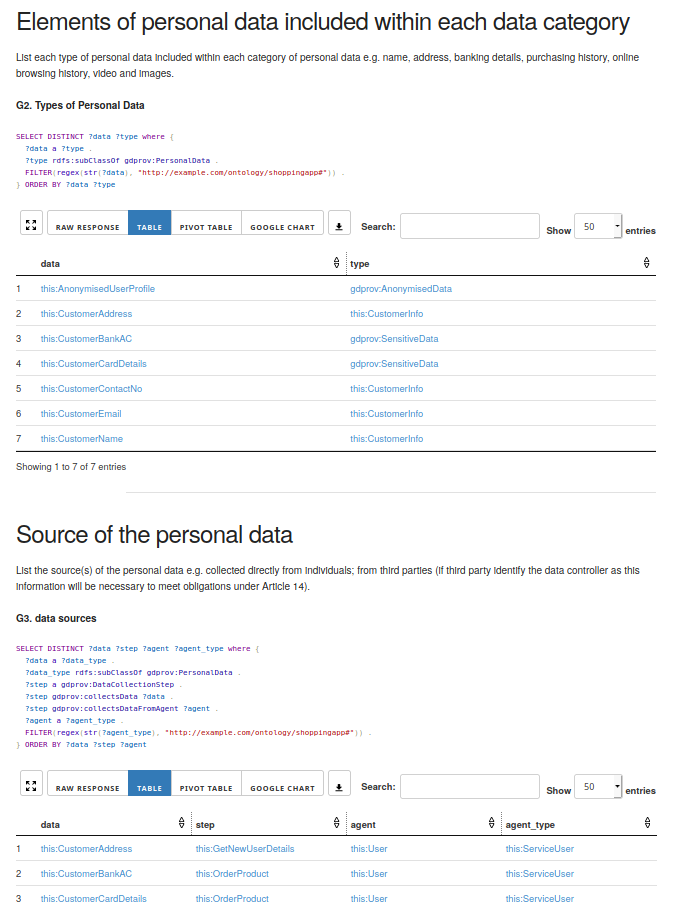 Elements of personal data included within each data category
List each type of personal data included within each category of personal data e.g. name, address, banking details, purchasing history, online
browsing history, video and images.
G2. Types of Personal Data
SELECT DISTINCT ?data ?type where {
?data a ?type .
?type rdfs:subClassOf gdprov:PersonalData .
FILTER(regex(str(?data), "http://example.com/ontology/shoppingapp#")) .
} ORDER BY ?data ?type
RAW RESPONSE TABLE PIVOT TABLE GOOGLE CHART Search: Show 50 entries
data type
1 this:AnonymisedUserProfile gdprov:AnonymisedData
2 this:CustomerAddress this:CustomerInfo
3 this:CustomerBankAC gdprov:SensitiveData
4 this:CustomerCardDetails gdprov:SensitiveData
5 this:CustomerContactNo this:CustomerInfo
6 this:CustomerEmail this:CustomerInfo
7 this:CustomerName this:CustomerInfo
Showing 1 to 7 of 7 entries
Source of the personal data
List the source(s) of the personal data e.g. collected directly from individuals; from third parties (if third party identify the data controller as this
information will be necessary to meet obligations under Article 14).
G3. data sources
SELECT DISTINCT ?data ?step ?agent ?agent_type where {
?data a ?data_type .
?data_type rdfs:subClassOf gdprov:PersonalData .
?step a gdprov:DataCollectionStep .
?step gdprov:collectsData ?data .
?step gdprov:collectsDataFromAgent ?agent .
?agent a ?agent_type .
FILTER(regex(str(?agent_type), "http://example.com/ontology/shoppingapp#")) .
} ORDER BY ?data ?step ?agent
RAW RESPONSE TABLE PIVOT TABLE GOOGLE CHART Search: Show 50 entries
data step agent agent_type
1 this:CustomerAddress this:GetNewUserDetails this:User this:ServiceUser
2 this:CustomerBankAC this:OrderProduct this:User this:ServiceUser
3 this:CustomerCardDetails this:OrderProduct this:User this:ServiceUser